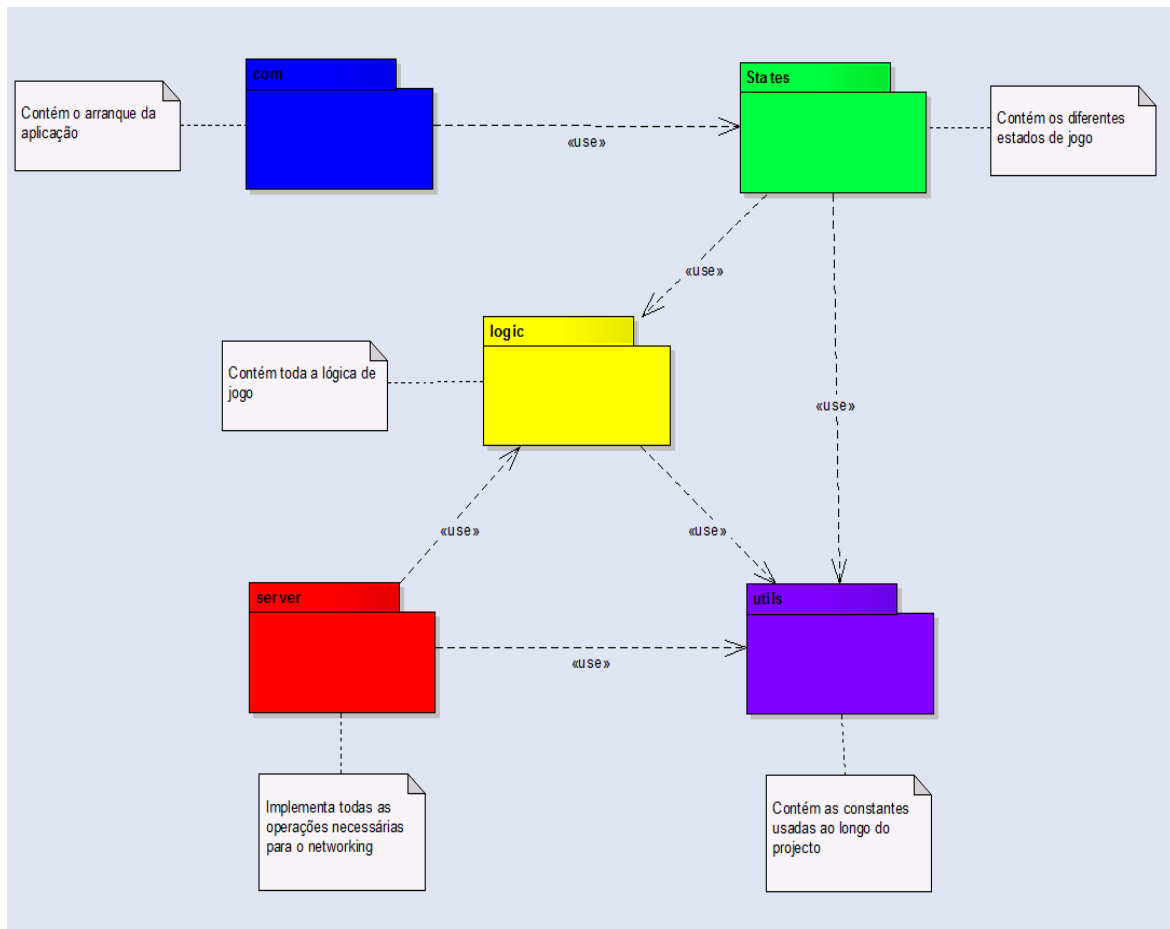 com
States
Contém o arranque da
aplicação
Contém os diferentes
estados de jogo
«use»
«use»
logic
Contém toda a lógica de
jogo
«use»
«use»
«use»
server
utils
«use»
Implementa todas as
operações necessárias
para o networking
Contém as constantes
usadas ao longo do
projecto